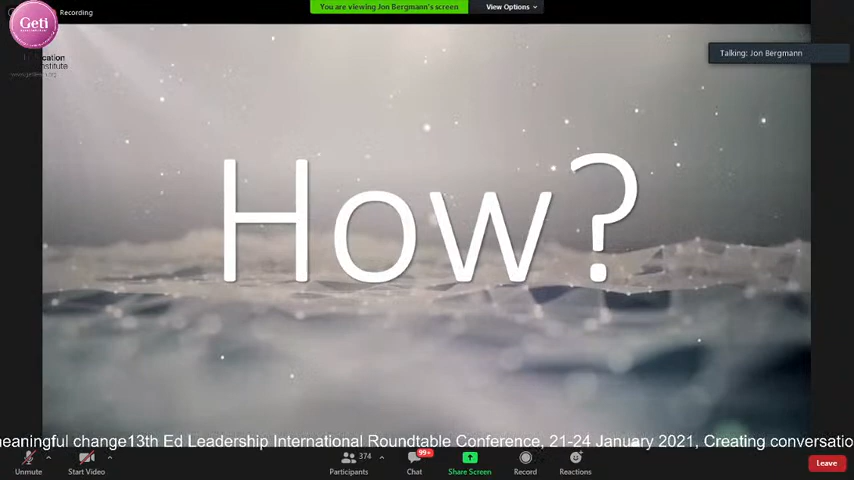 Geti
Recording
You are viewing Jon Bergmann's screen
View Options
Talking: Jon Bergmann
How?
meaningful change13th Ed Leadership International Roundtable Conference, 21-24 January 2021, Creating conversatio
Unmute
Start Video
374
Participants
99+
Chat
Share Screen
Record
Reactions
Leave